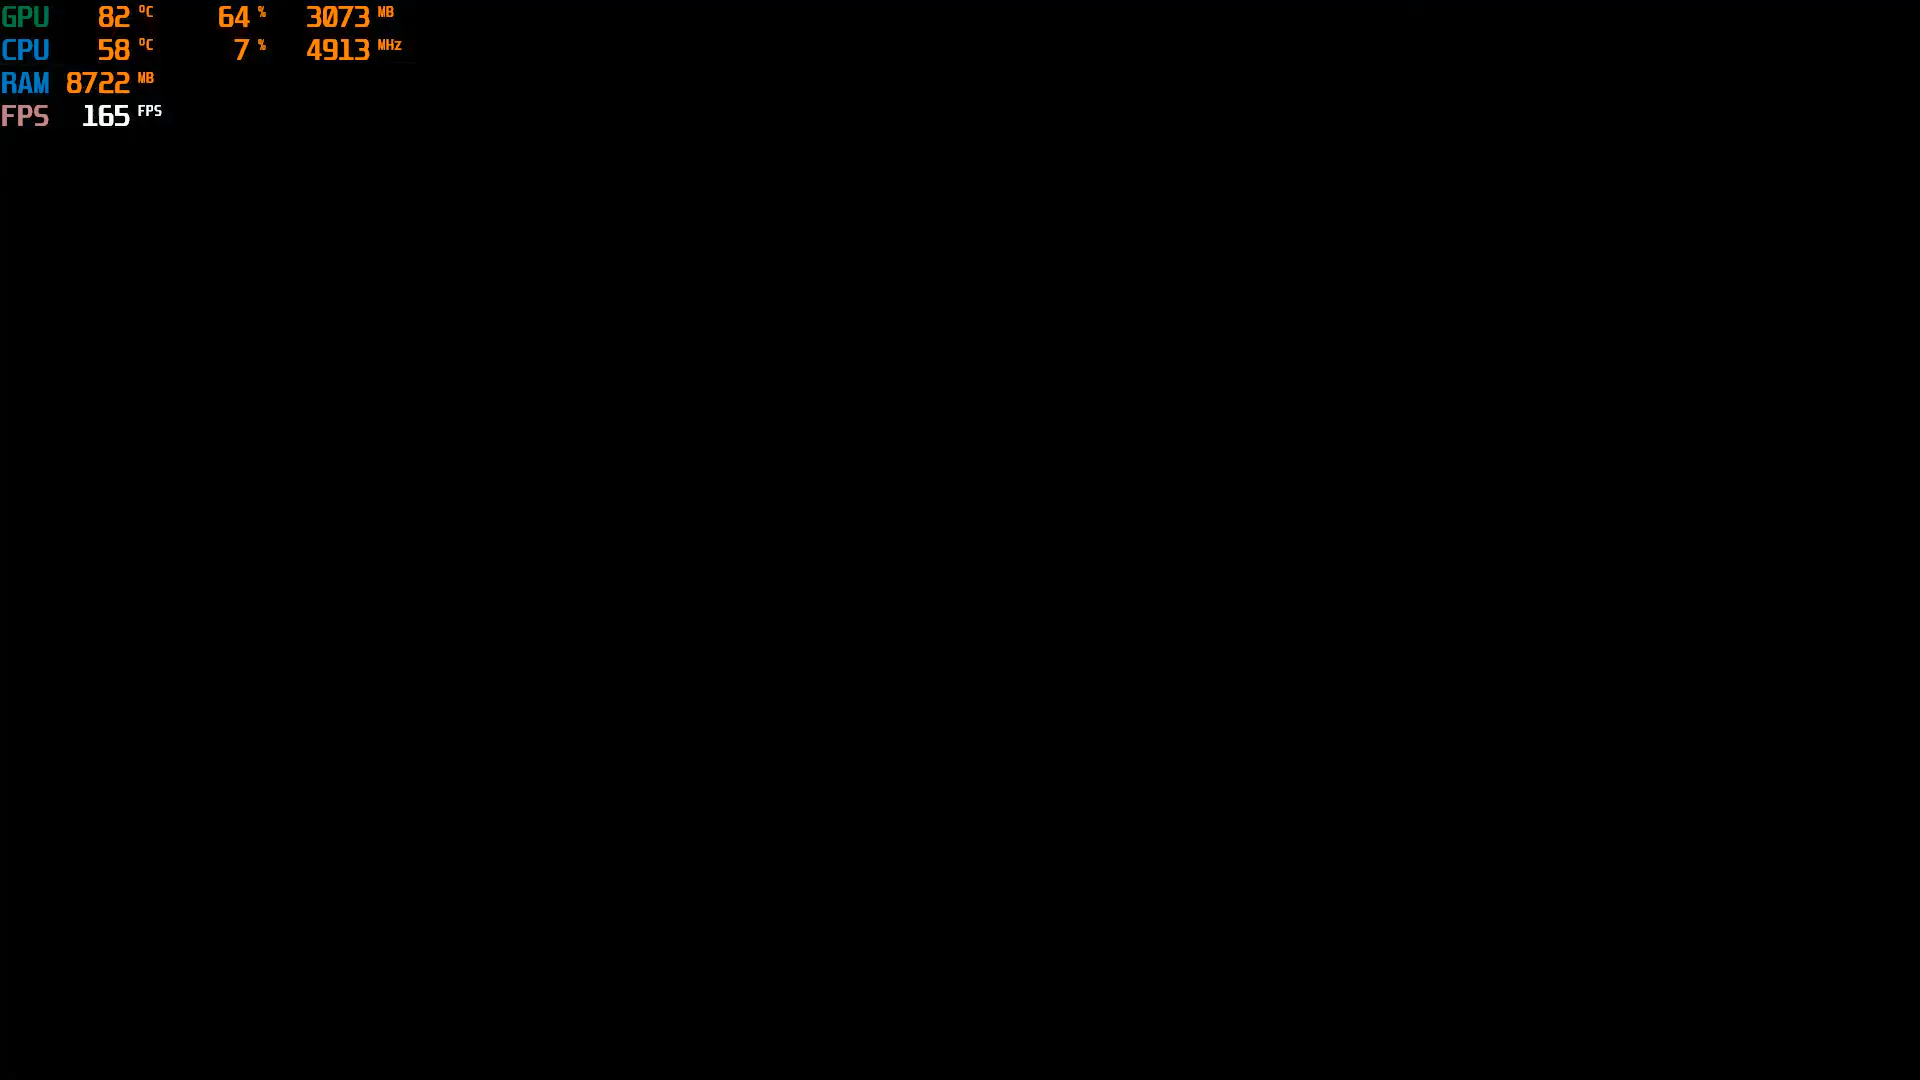 GPU 82 °C 64 % 3073 MB
CPU 58 °C 7 % 4913 MHz
RAM 8722 MB
FPS 165 FPS